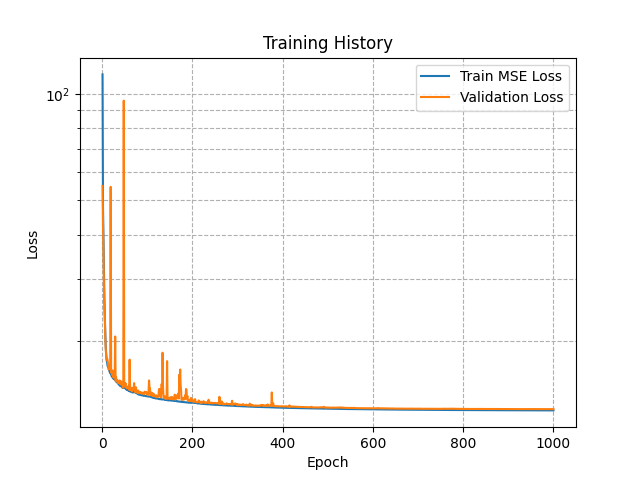 Training History
Train MSE Loss
Validation Loss
10²
Loss
0 200 400 600 800 1000
Epoch